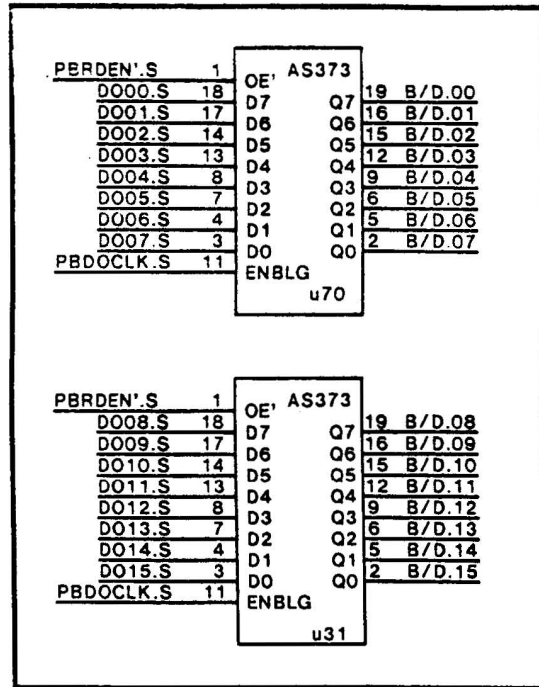 PBRDEN'.S 1 OE' AS373
DO00.S 18 D7 Q7 19 B/D.00
DO01.S 17 D6 Q6 16 B/D.01
DO02.S 14 D5 Q5 15 B/D.02
DO03.S 13 D4 Q4 12 B/D.03
DO04.S 8 D3 Q3 9 B/D.04
DO05.S 7 D2 Q2 6 B/D.05
DO06.S 4 D1 Q1 5 B/D.06
DO07.S 3 D0 Q0 2 B/D.07
PBDOCLK.S 11 ENBLG
u70
PBRDEN'.S 1 OE' AS373
DO08.S 18 D7 Q7 19 B/D.08
DO09.S 17 D6 Q6 16 B/D.09
DO10.S 14 D5 Q5 15 B/D.10
DO11.S 13 D4 Q4 12 B/D.11
DO12.S 8 D3 Q3 9 B/D.12
DO13.S 7 D2 Q2 6 B/D.13
DO14.S 4 D1 Q1 5 B/D.14
DO15.S 3 D0 Q0 2 B/D.15
PBDOCLK.S 11 ENBLG
u31